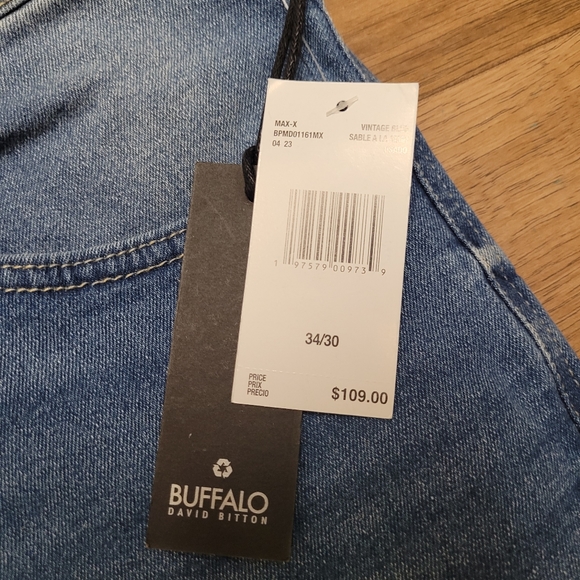 MAX-X
BPMD01161MX
04 23
VINTAGE
SABLE A LA
1 97579 00973 9
34/30
PRICE
PRIX
PRECIO
$109.00
BUFFALO
DAVID BITTON